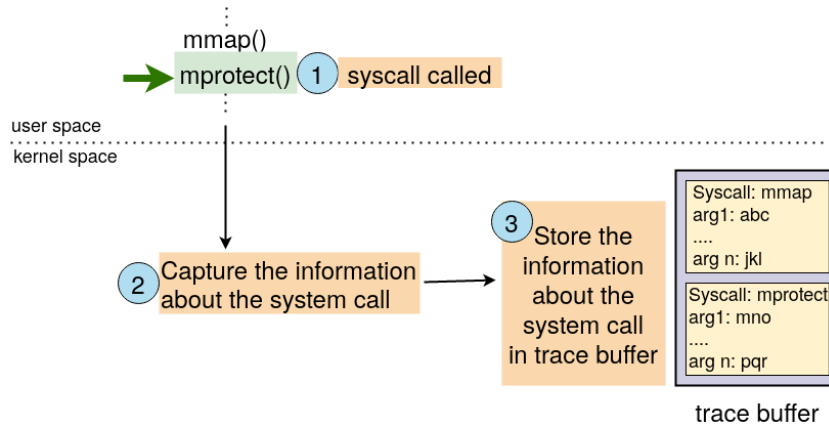 mmap()
mprotect()
1
syscall called
user space
kernel space
2
Capture the information
about the system call
3
Store the
information
about the
system call
in trace buffer
Syscall: mmap
arg1: abc
....
arg n: jkl
Syscall: mprotect
arg1: mno
....
arg n: pqr
trace buffer